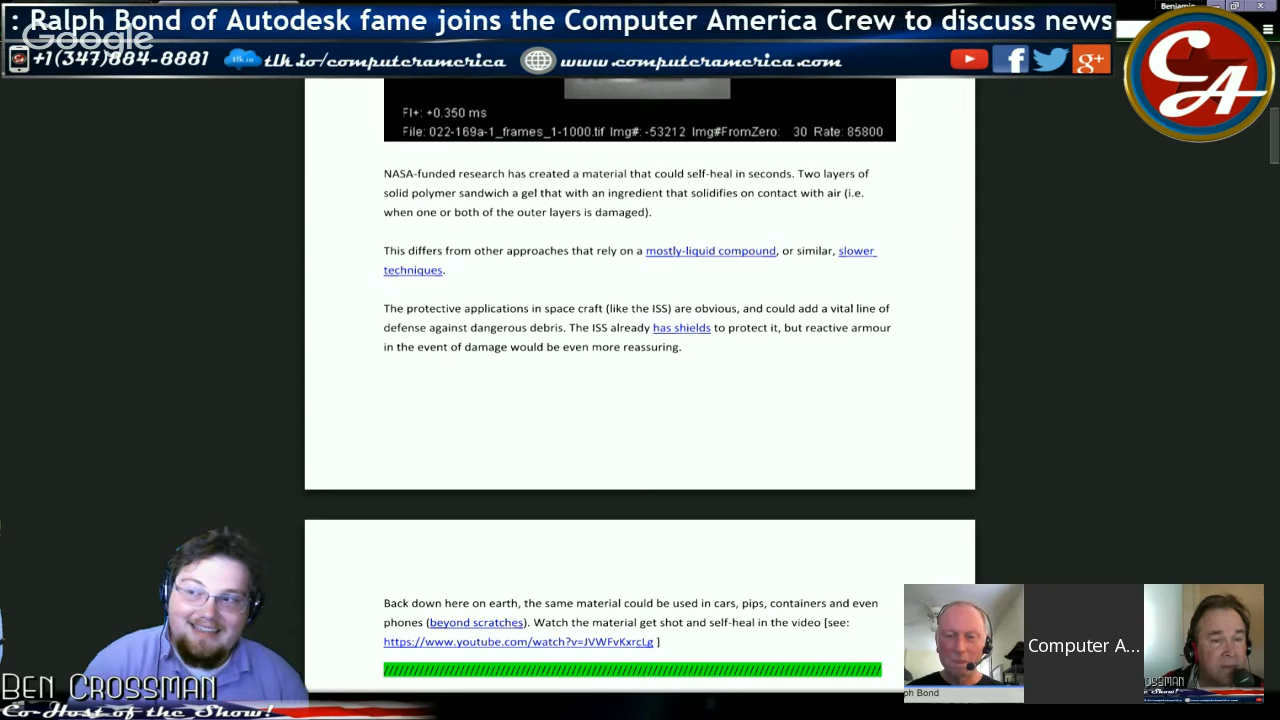 : Ralph Bond of Autodesk fame joins the Computer America Crew to discuss news
Benjamin
Google
+1(347)884-8881 tlk.io tlk.io/computeramerica www.computeramerica.com
CA
FI+: +0.350 ms
File: 022-169a-1_frames_1-1000.tif Img#: -53212 Img#FromZero: 30 Rate: 85800
NASA-funded research has created a material that could self-heal in seconds. Two layers of
solid polymer sandwich a gel that with an ingredient that solidifies on contact with air (i.e.
when one or both of the outer layers is damaged).
This differs from other approaches that rely on a mostly-liquid compound, or similar, slower
techniques.
The protective applications in space craft (like the ISS) are obvious, and could add a vital line of
defense against dangerous debris. The ISS already has shields to protect it, but reactive armour
in the event of damage would be even more reassuring.
Back down here on earth, the same material could be used in cars, pips, containers and even
phones (beyond scratches). Watch the material get shot and self-heal in the video [see:
https://www.youtube.com/watch?v=JVWFvKxrcLg ]
Ben Crossman
Co-Host of the Show!
ph Bond
Computer A...